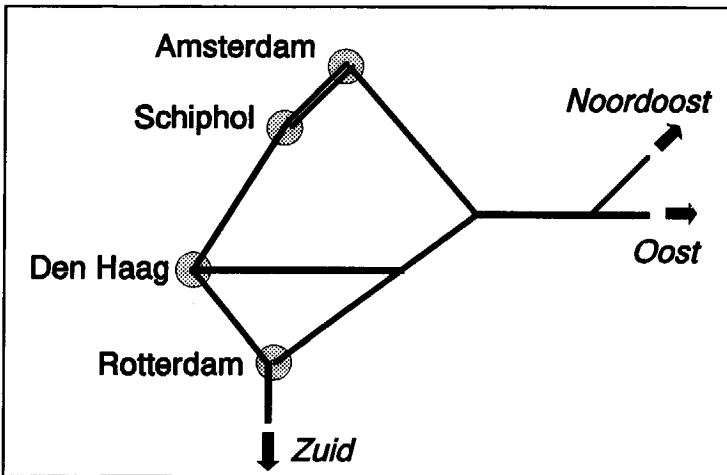 Amsterdam
Schiphol
Noordoost
Den Haag
Oost
Rotterdam
Zuid